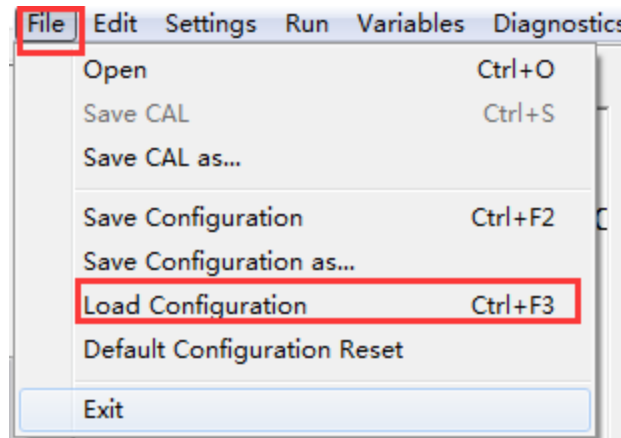 File Edit Settings Run Variables Diagnostics
Open Ctrl+O
Save CAL Ctrl+S
Save CAL as...
Save Configuration Ctrl+F2
Save Configuration as...
Load Configuration Ctrl+F3
Default Configuration Reset
Exit